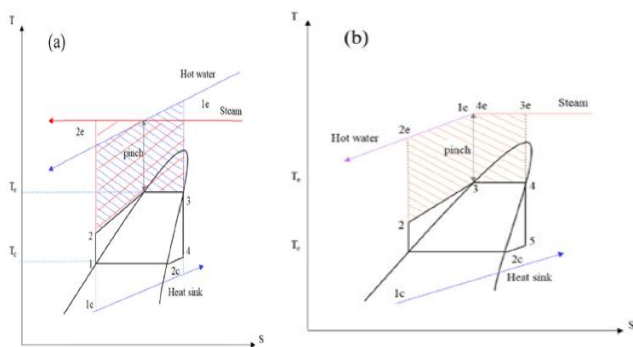 T
(a)
Hot water
1e
2e
Steam
pinch
Te
3
2
Tc
4
1
2c
Heat sink
1c
S
T
(b)
1e 4e 3e
Steam
2e
Hot water
pinch
Te
3
4
2
5
2c
Heat sink
1c
S